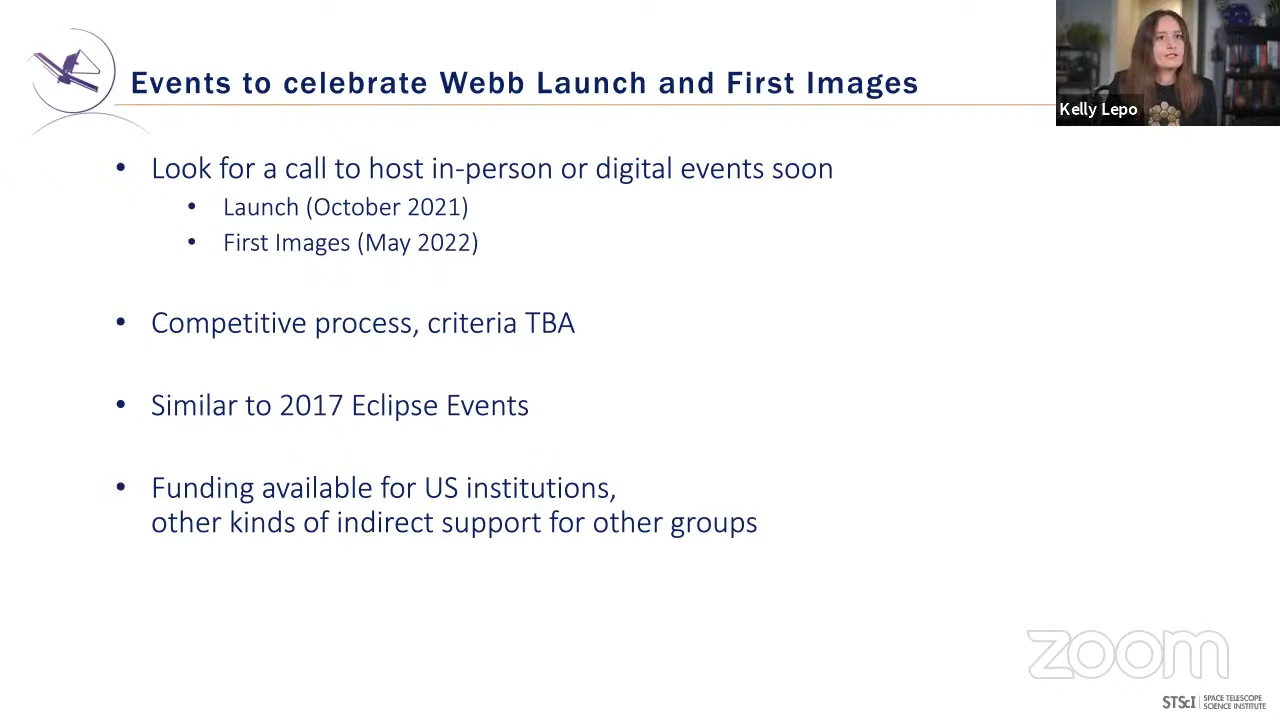 Events to celebrate Webb Launch and First Images
Kelly Lepo
• Look for a call to host in-person or digital events soon
• Launch (October 2021)
• First Images (May 2022)
• Competitive process, criteria TBA
• Similar to 2017 Eclipse Events
• Funding available for US institutions,
other kinds of indirect support for other groups
zoom
STScI | SPACE TELESCOPE
SCIENCE INSTITUTE